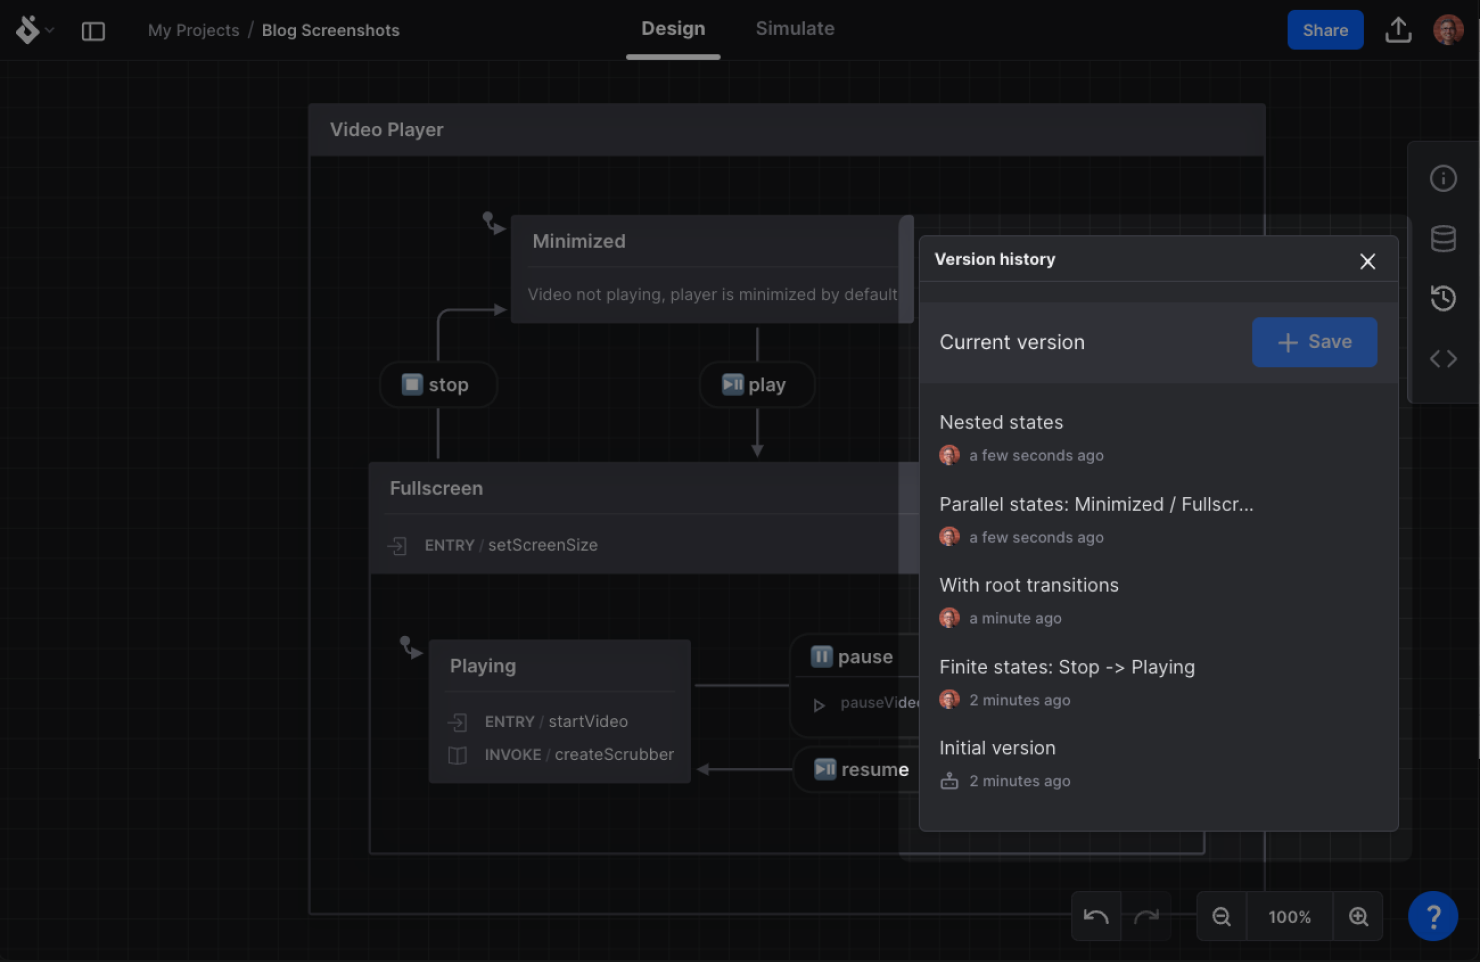 My Projects / Blog Screenshots
Design
Simulate
Share
Video Player
Minimized
Video not playing, player is minimized by default
stop
play
Fullscreen
ENTRY / setScreenSize
Playing
ENTRY / startVideo
INVOKE / createScrubber
pause
pauseVideo
resume
Version history
Current version
+ Save
Nested states
a few seconds ago
Parallel states: Minimized / Fullscr...
a few seconds ago
With root transitions
a minute ago
Finite states: Stop -> Playing
2 minutes ago
Initial version
2 minutes ago
100%
?